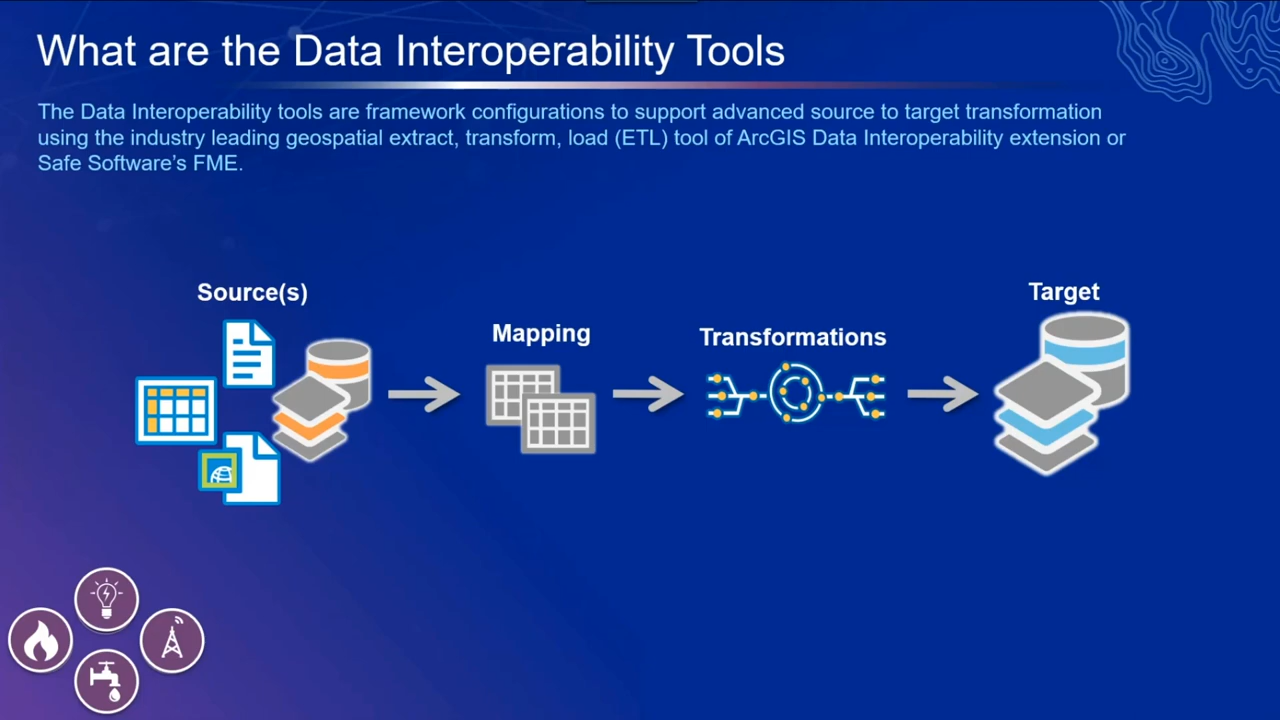 What are the Data Interoperability Tools
The Data Interoperability tools are framework configurations to support advanced source to target transformation
using the industry leading geospatial extract, transform, load (ETL) tool of ArcGIS Data Interoperability extension or
Safe Software’s FME.
Source(s)
Mapping
Transformations
Target